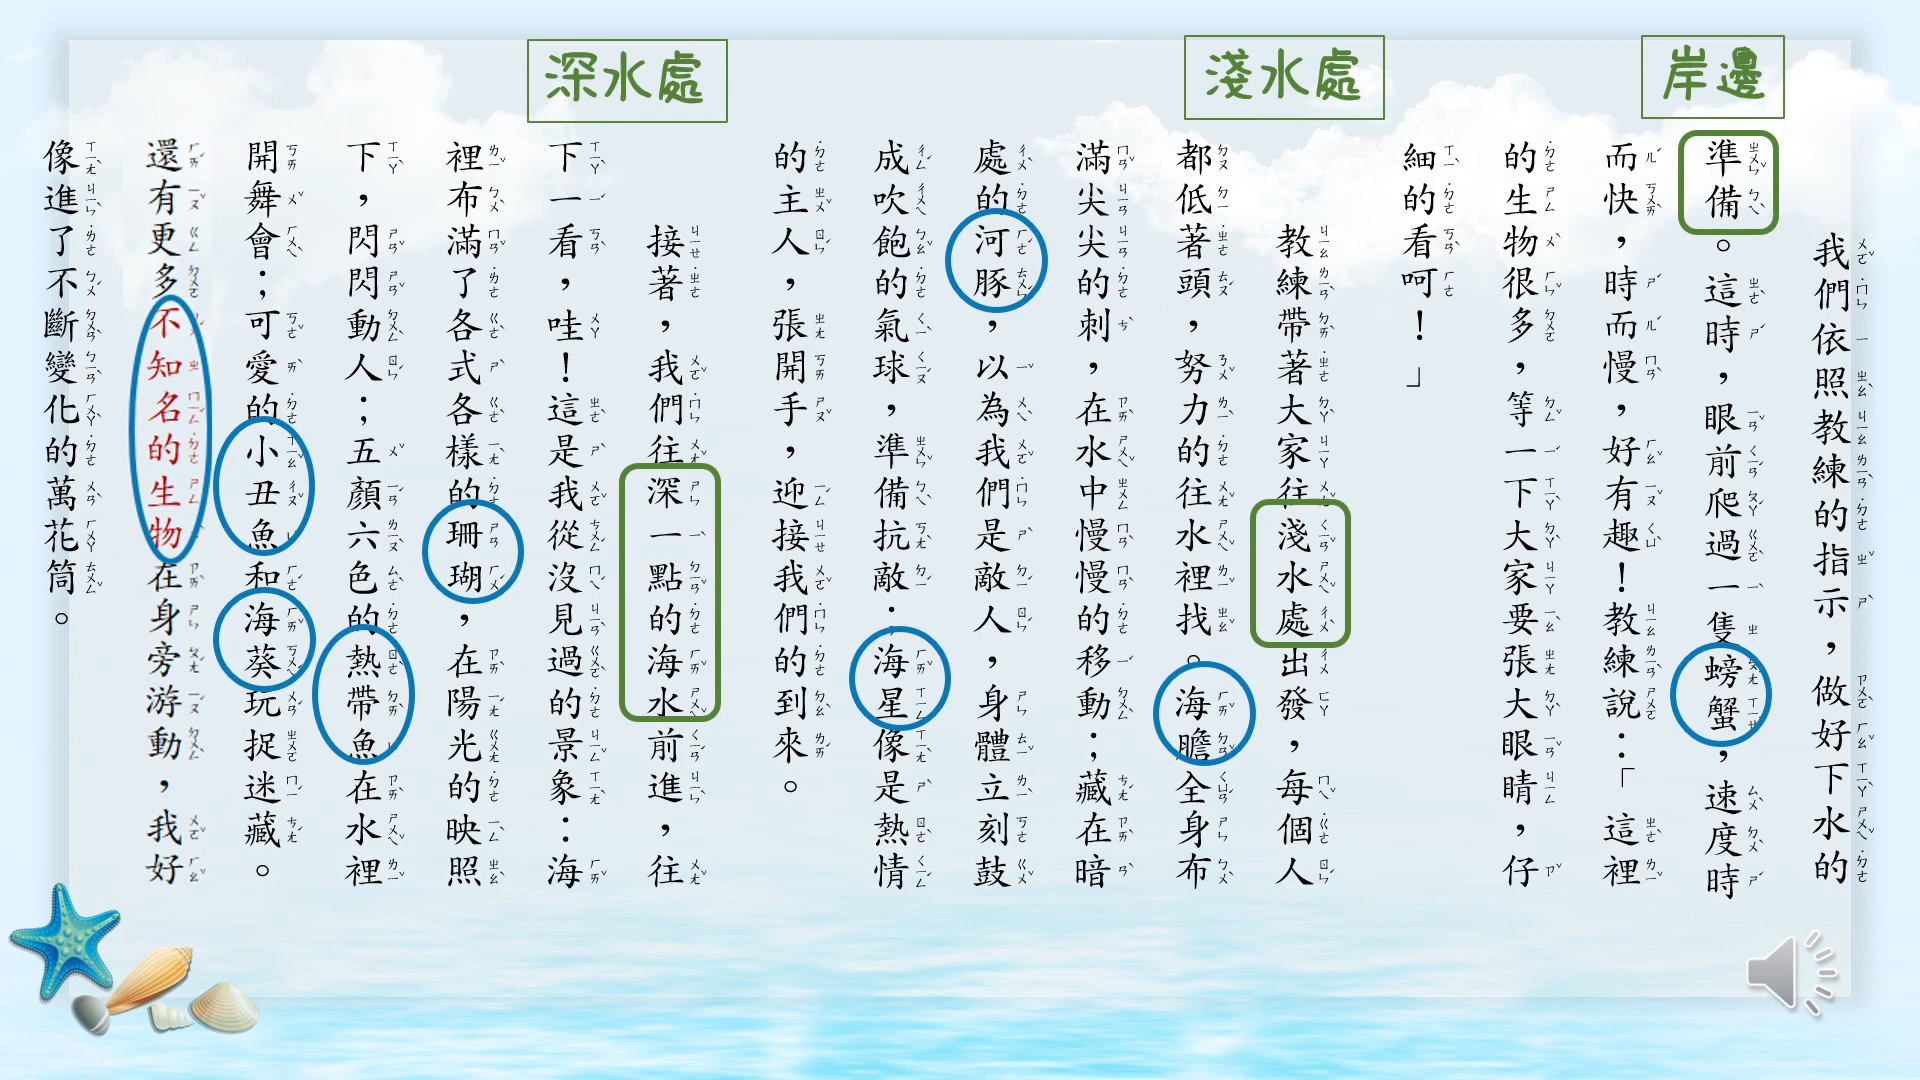 岸邊
淺水處
深水處
我們依照教練的指示，做好下水的
準備。這時，眼前爬過一隻螃蟹，速度時
而快，時而慢，好有趣！教練說：「這裡
的生物很多，等一下大家要張大眼睛，仔
細的看呵！」
教練帶著大家往淺水處出發，每個人
都低著頭，努力的往水裡找。海膽全身布
滿尖尖的刺，在水中慢慢的移動；藏在暗
處的河豚，以為我們是敵人，身體立刻鼓
成吹飽的氣球，準備抗敵；海星像是熱情
的主人，張開手，迎接我們的到來。
接著，我們往深一點的海水前進，往
下一看，哇！這是我從沒見過的景象：海
裡布滿了各式各樣的珊瑚，在陽光的映照
下，閃閃動人；五顏六色的熱帶魚在水裡
開舞會；可愛的小丑魚和海葵玩捉迷藏。
還有更多不知名的生物在身旁游動，我好
像進了不斷變化的萬花筒。